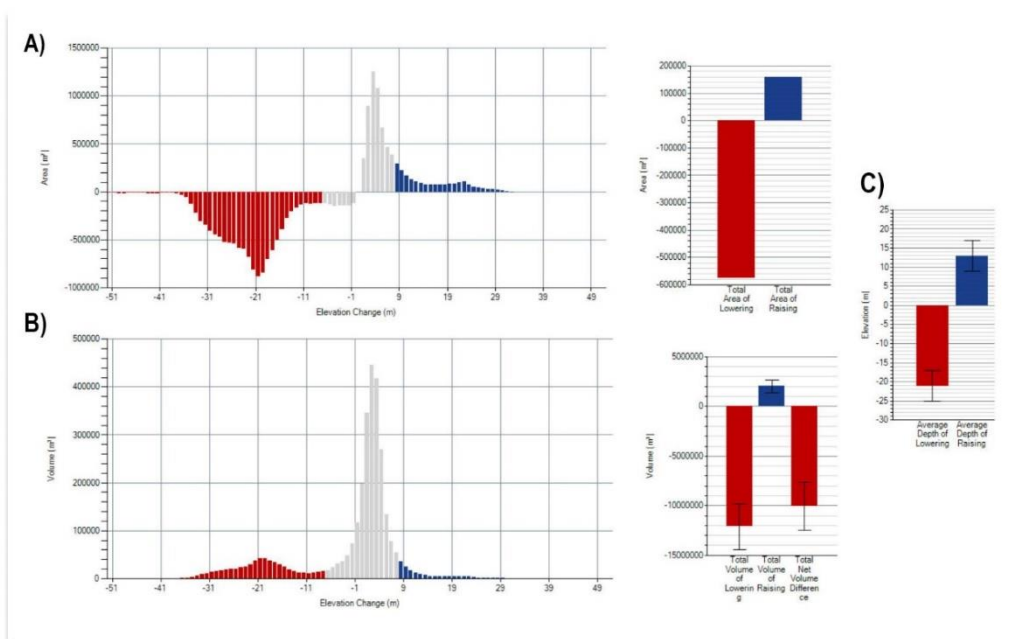 A)
1500000
1000000
500000
0
-500000
-1000000
Area [m²]
-51 -41 -31 -21 -11 -1 9 19 29 39 49
Elevation Change (m)
200000
100000
0
-100000
-200000
-300000
-400000
-500000
-600000
Area [m²]
Total
Area of
Lowering
Total
Area of
Raising
C)
25
20
15
10
5
0
-5
-10
-15
-20
-25
-30
Elevation [m]
Average
Depth of
Lowering
Average
Depth of
Raising
B)
500000
400000
300000
200000
100000
0
Volume [m³]
-51 -41 -31 -21 -11 -1 9 19 29 39 49
Elevation Change (m)
5000000
0
-5000000
-10000000
-15000000
Volume [m³]
Total
Volume
of
Lowerin
g
Total
Volume
of
Raising
Total
Net
Volume
Differen
ce